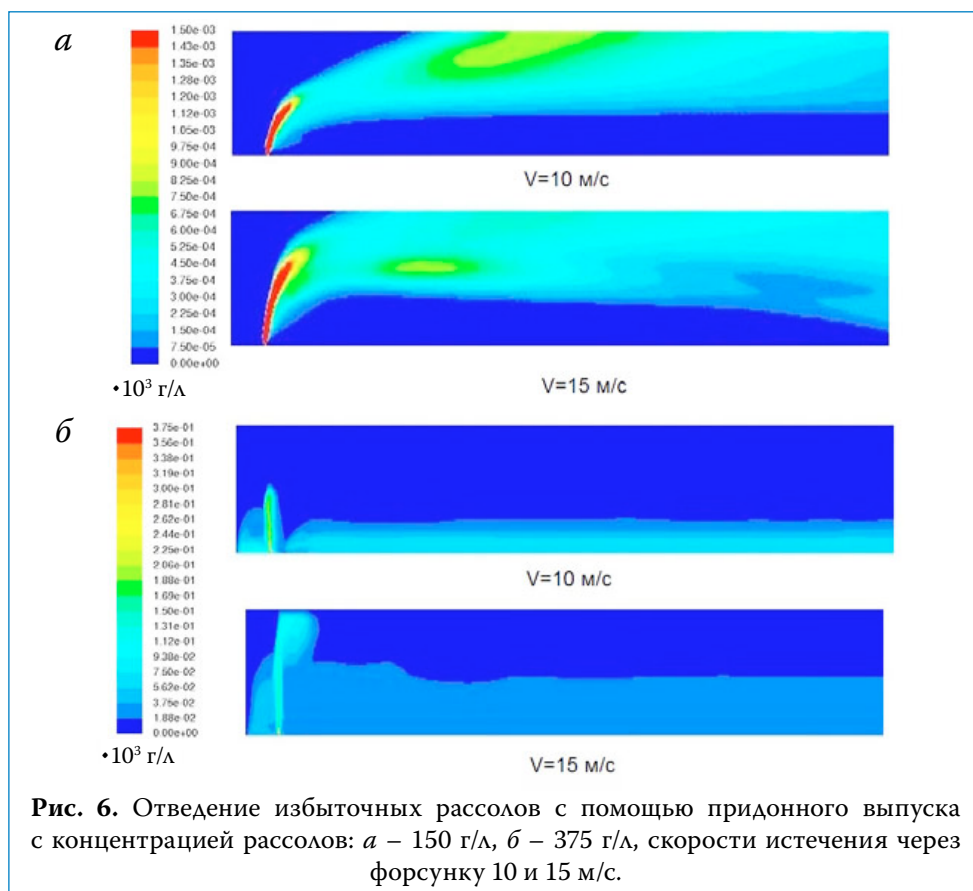 а
1.50e-03
1.43e-03
1.35e-03
1.28e-03
1.20e-03
1.12e-03
1.05e-03
9.75e-04
9.00e-04
8.25e-04
7.50e-04
6.75e-04
6.00e-04
5.25e-04
4.50e-04
3.75e-04
3.00e-04
2.25e-04
1.50e-04
7.50e-05
0.00e+00
•10³ г/л
V=10 м/с
V=15 м/с
б
3.75e-01
3.56e-01
3.38e-01
3.19e-01
3.00e-01
2.81e-01
2.62e-01
2.44e-01
2.25e-01
2.06e-01
1.88e-01
1.69e-01
1.50e-01
1.31e-01
1.12e-01
9.38e-02
7.50e-02
5.62e-02
3.75e-02
1.88e-02
0.00e+00
•10³ г/л
V=10 м/с
V=15 м/с
Рис. 6. Отведение избыточных рассолов с помощью придонного выпуска
с концентрацией рассолов: а – 150 г/л, б – 375 г/л, скорости истечения через
форсунку 10 и 15 м/с.